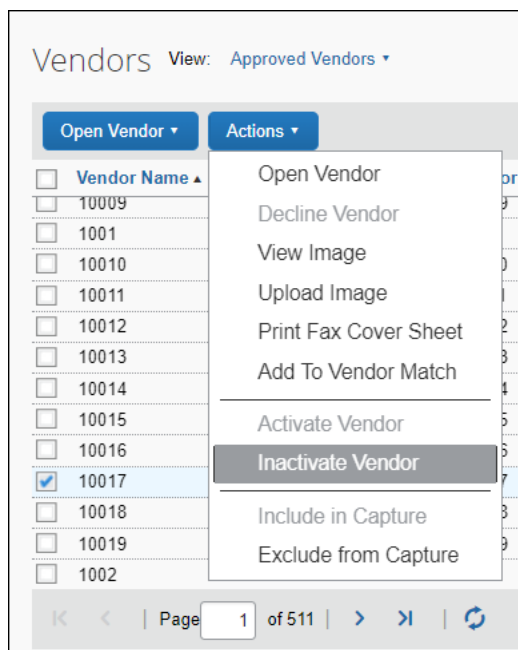 Vendors View: Approved Vendors
Open Vendor Actions
Vendor Name
10009
1001
10010
10011
10012
10013
10014
10015
10016
10017
10018
10019
1002
Open Vendor
Decline Vendor
View Image
Upload Image
Print Fax Cover Sheet
Add To Vendor Match
Activate Vendor
Inactivate Vendor
Include in Capture
Exclude from Capture
Page 1 of 511